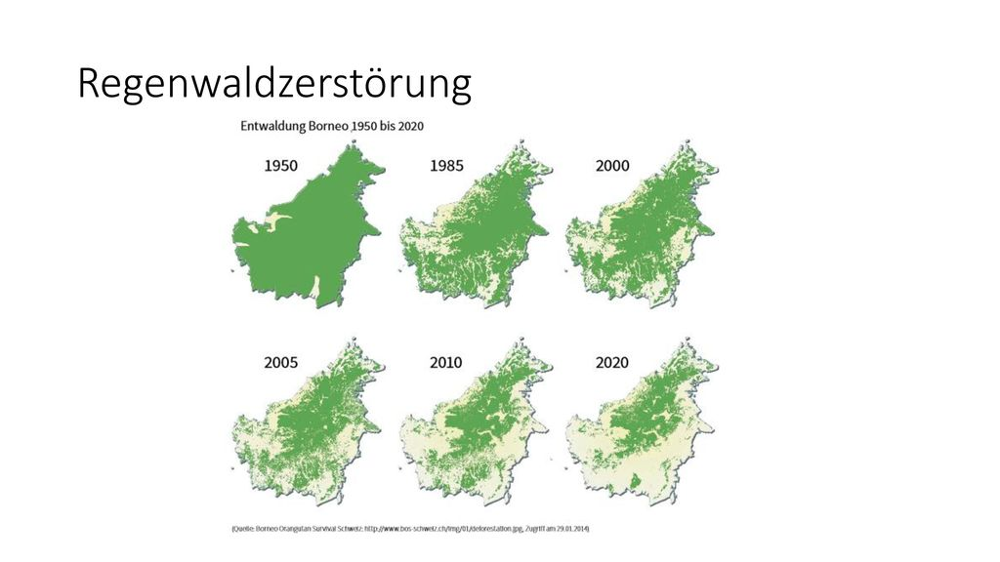 Regenwaldzerstörung
Entwaldung Borneo 1950 bis 2020
1950 1985 2000
2005 2010 2020
(Quelle: Borneo Orangutan Survival Schweiz: http://www.bos-schweiz.ch/img/01/deforestation.jpg, Zugriff am 29.01.2014)